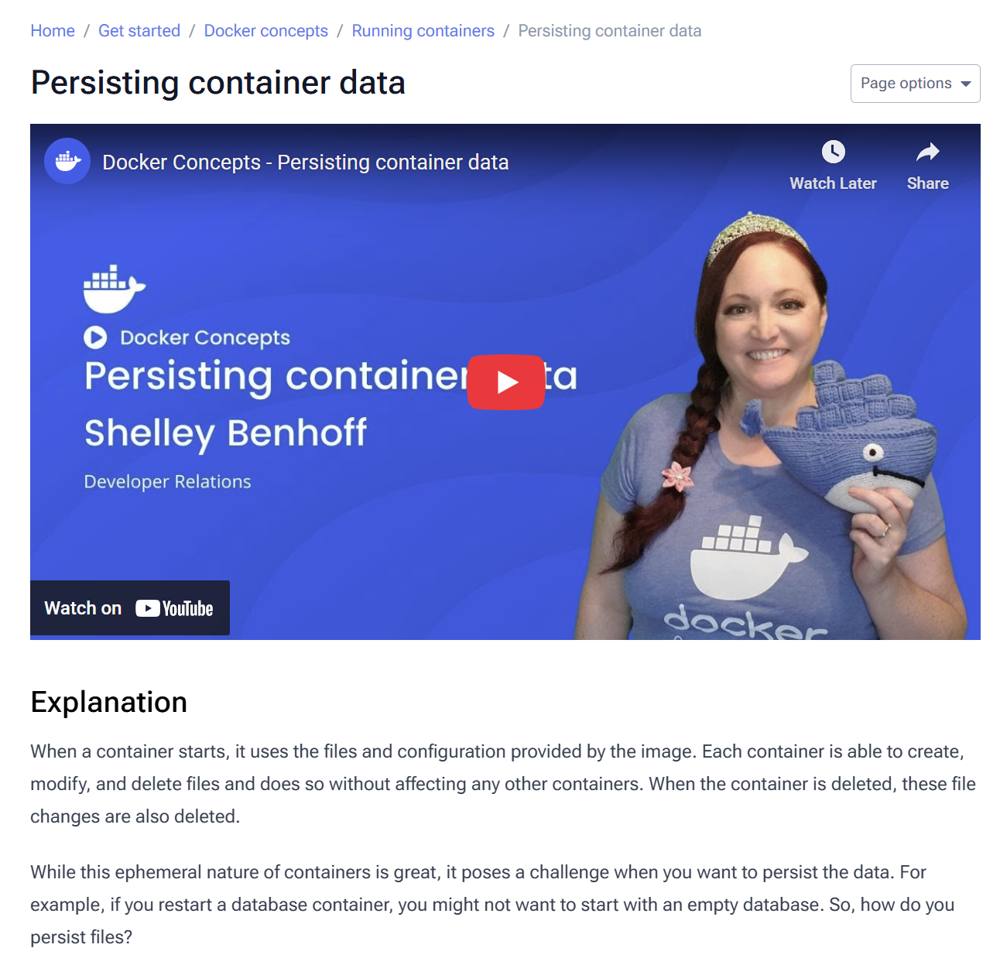 Home / Get started / Docker concepts / Running containers / Persisting container data
Persisting container data
Page options
Docker Concepts - Persisting container data
Watch Later
Share
Docker Concepts
Persisting container ta
Shelley Benhoff
Developer Relations
docker
Watch on YouTube
Explanation
When a container starts, it uses the files and configuration provided by the image. Each container is able to create,
modify, and delete files and does so without affecting any other containers. When the container is deleted, these file
changes are also deleted.
While this ephemeral nature of containers is great, it poses a challenge when you want to persist the data. For
example, if you restart a database container, you might not want to start with an empty database. So, how do you
persist files?